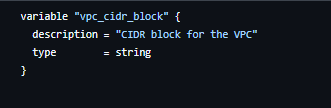 variable "vpc_cidr_block" {
  description = "CIDR block for the VPC"
  type        = string
}